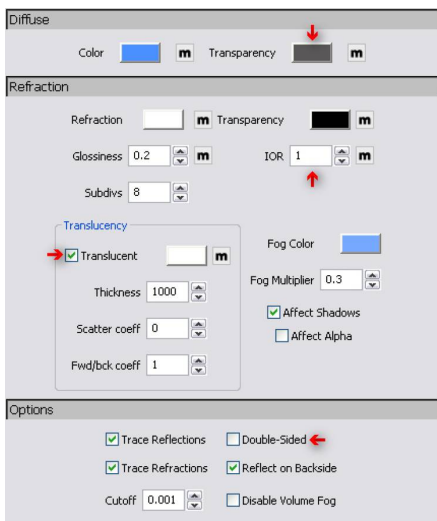 Diffuse
Color m Transparency m
Refraction
Refraction m Transparency m
Glossiness 0.2 m IOR 1 m
Subdivs 8
Translucency
Translucent m
Fog Color
Thickness 1000
Fog Multiplier 0.3
Affect Shadows
Scatter coeff 0
Affect Alpha
Fwd/bck coeff 1
Options
Trace Reflections Double-Sided
Trace Refractions Reflect on Backside
Cutoff 0.001 Disable Volume Fog